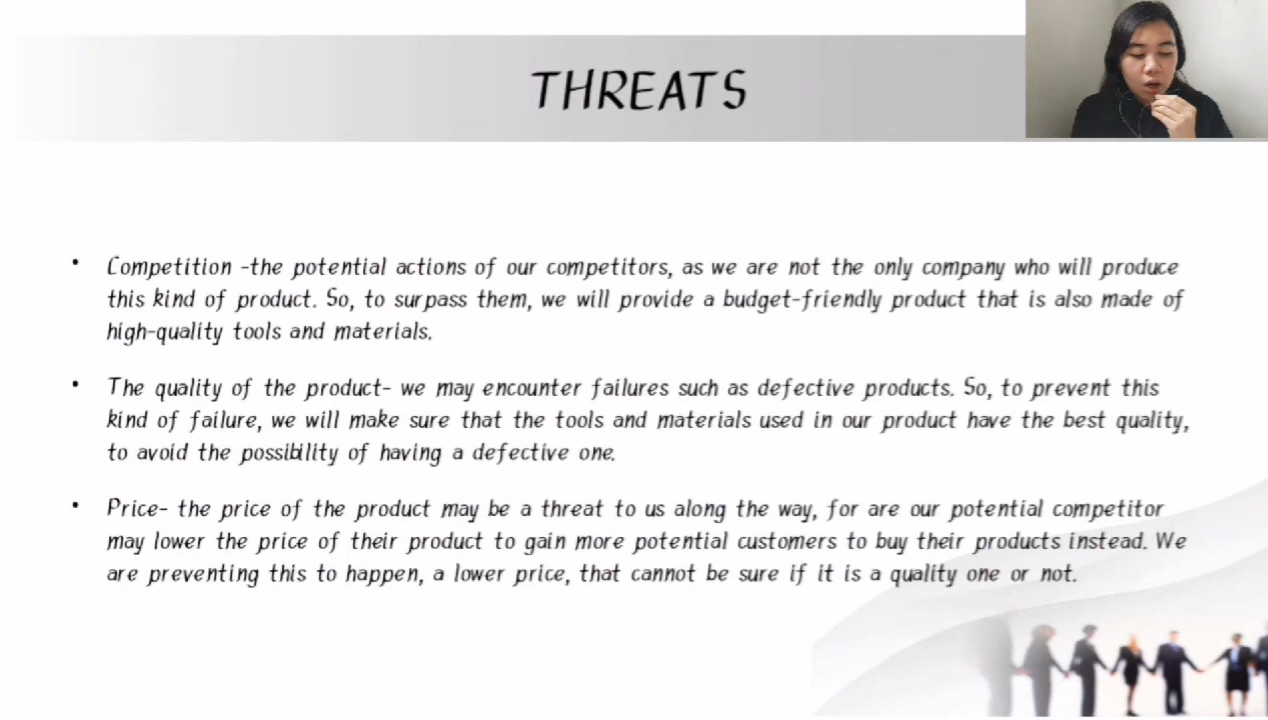 THREATS
• Competition -the potential actions of our competitors, as we are not the only company who will produce
this kind of product. So, to surpass them, we will provide a budget-friendly product that is also made of
high-quality tools and materials.
• The quality of the product- we may encounter failures such as defective products. So, to prevent this
kind of failure, we will make sure that the tools and materials used in our product have the best quality,
to avoid the possibility of having a defective one.
• Price- the price of the product may be a threat to us along the way, for are our potential competitor
may lower the price of their product to gain more potential customers to buy their products instead. We
are preventing this to happen, a lower price, that cannot be sure if it is a quality one or not.